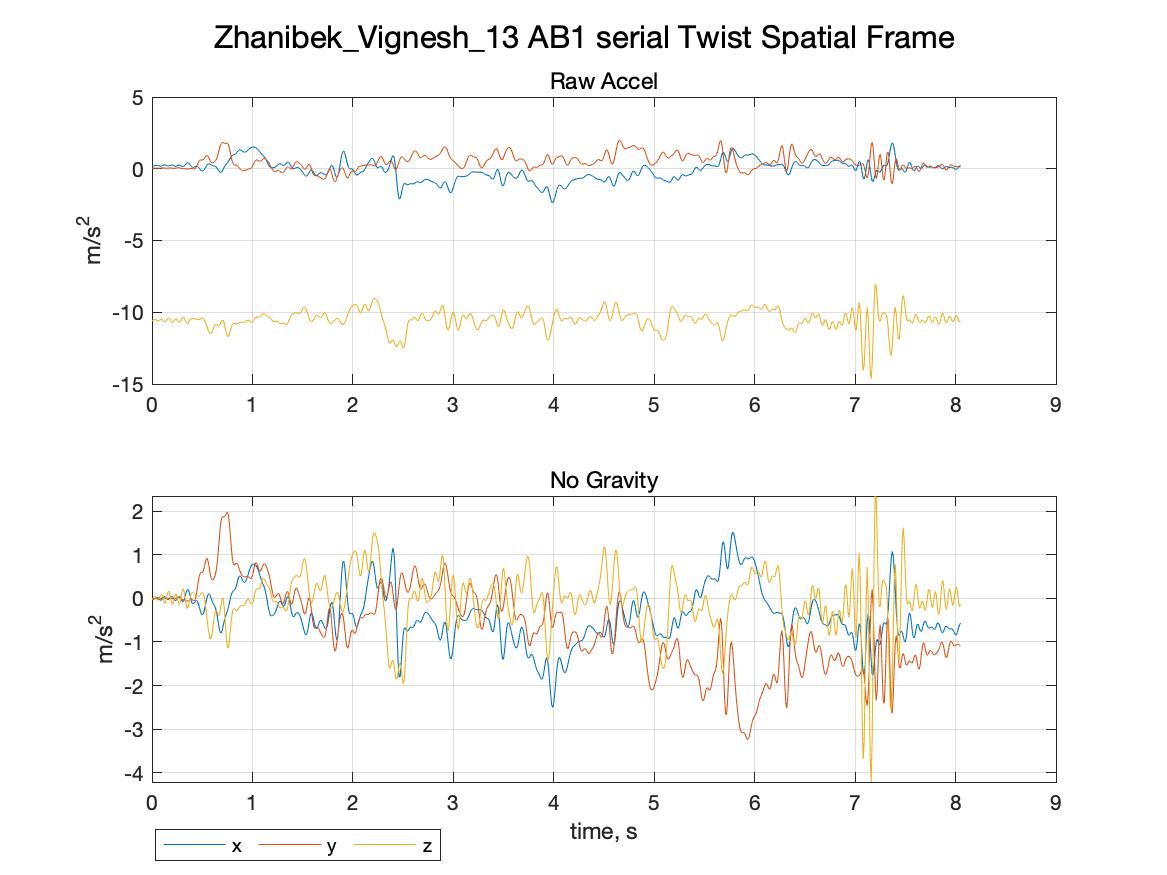 Zhanibek_Vignesh_13 AB1 serial Twist Spatial Frame
Raw Accel
5
0
-5
-10
-15
m/s²
0 1 2 3 4 5 6 7 8 9
No Gravity
2
1
0
-1
-2
-3
-4
m/s²
0 1 2 3 4 5 6 7 8 9
time, s
x y z